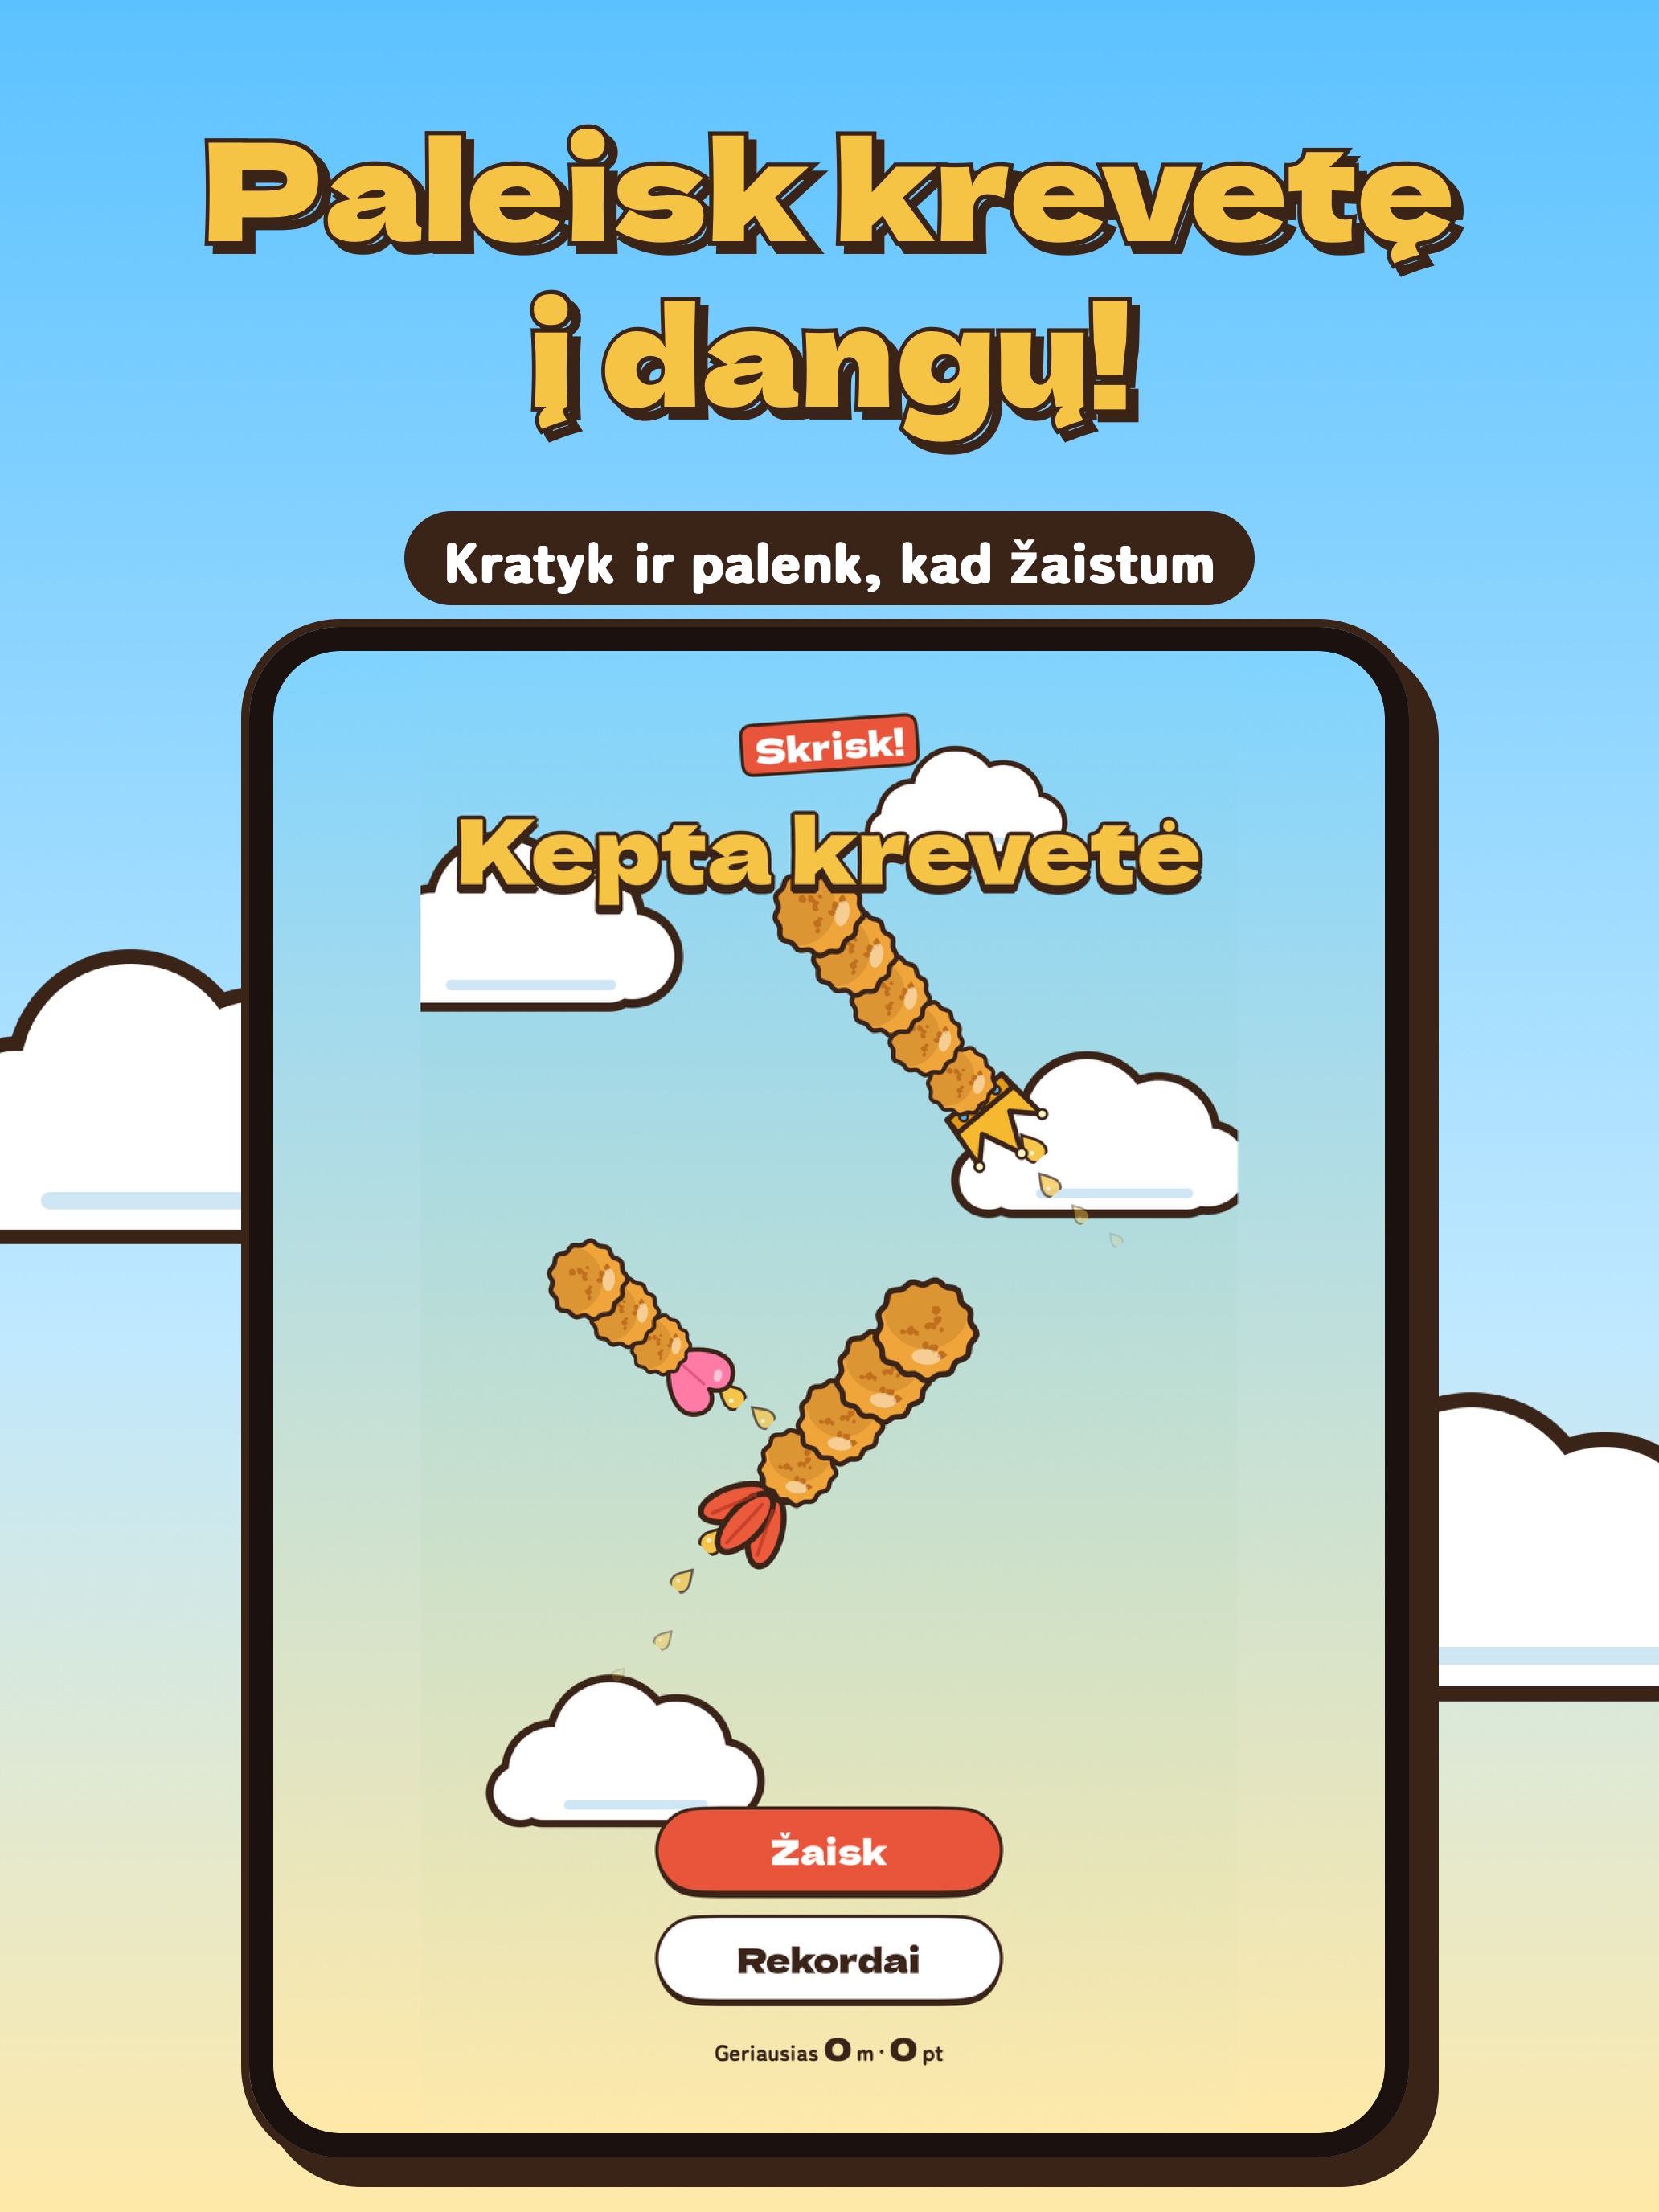 Paleisk krevetę
į dangų!
Kratyk ir palenk, kad žaistum
Skrisk!
Kepta krevetė
Žaisk
Rekordai
Geriausias 0 m · 0 pt